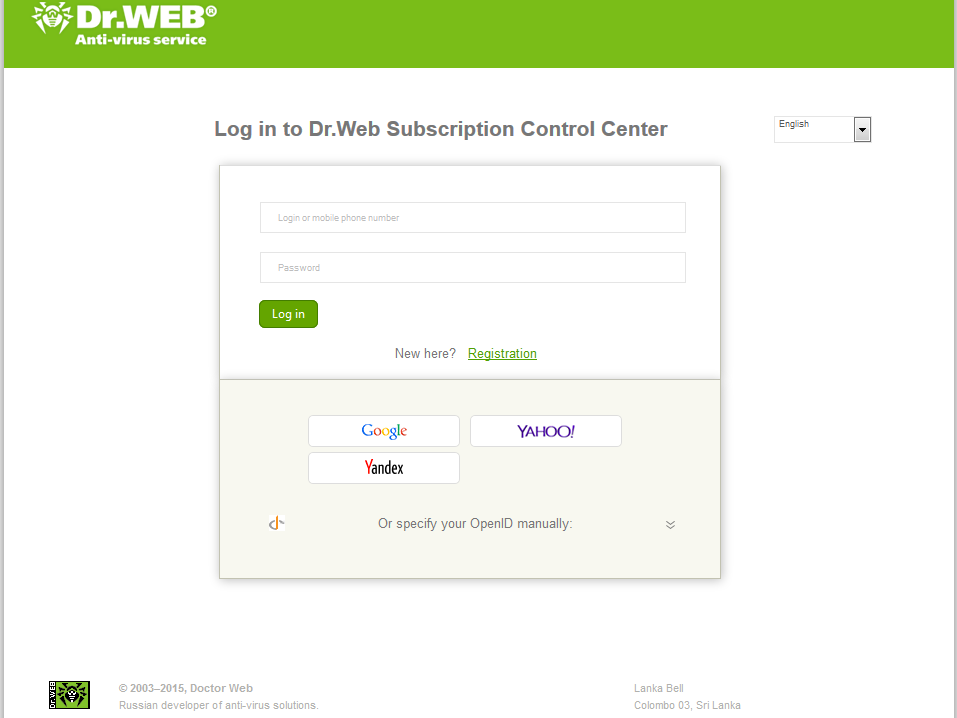 Dr.WEB®
Anti-virus service
Log in to Dr.Web Subscription Control Center
English
Login or mobile phone number
Password
Log in
New here? Registration
Google
YAHOO!
Yandex
Or specify your OpenID manually:
Dr.WEB
© 2003–2015, Doctor Web
Russian developer of anti-virus solutions.
Lanka Bell
Colombo 03, Sri Lanka